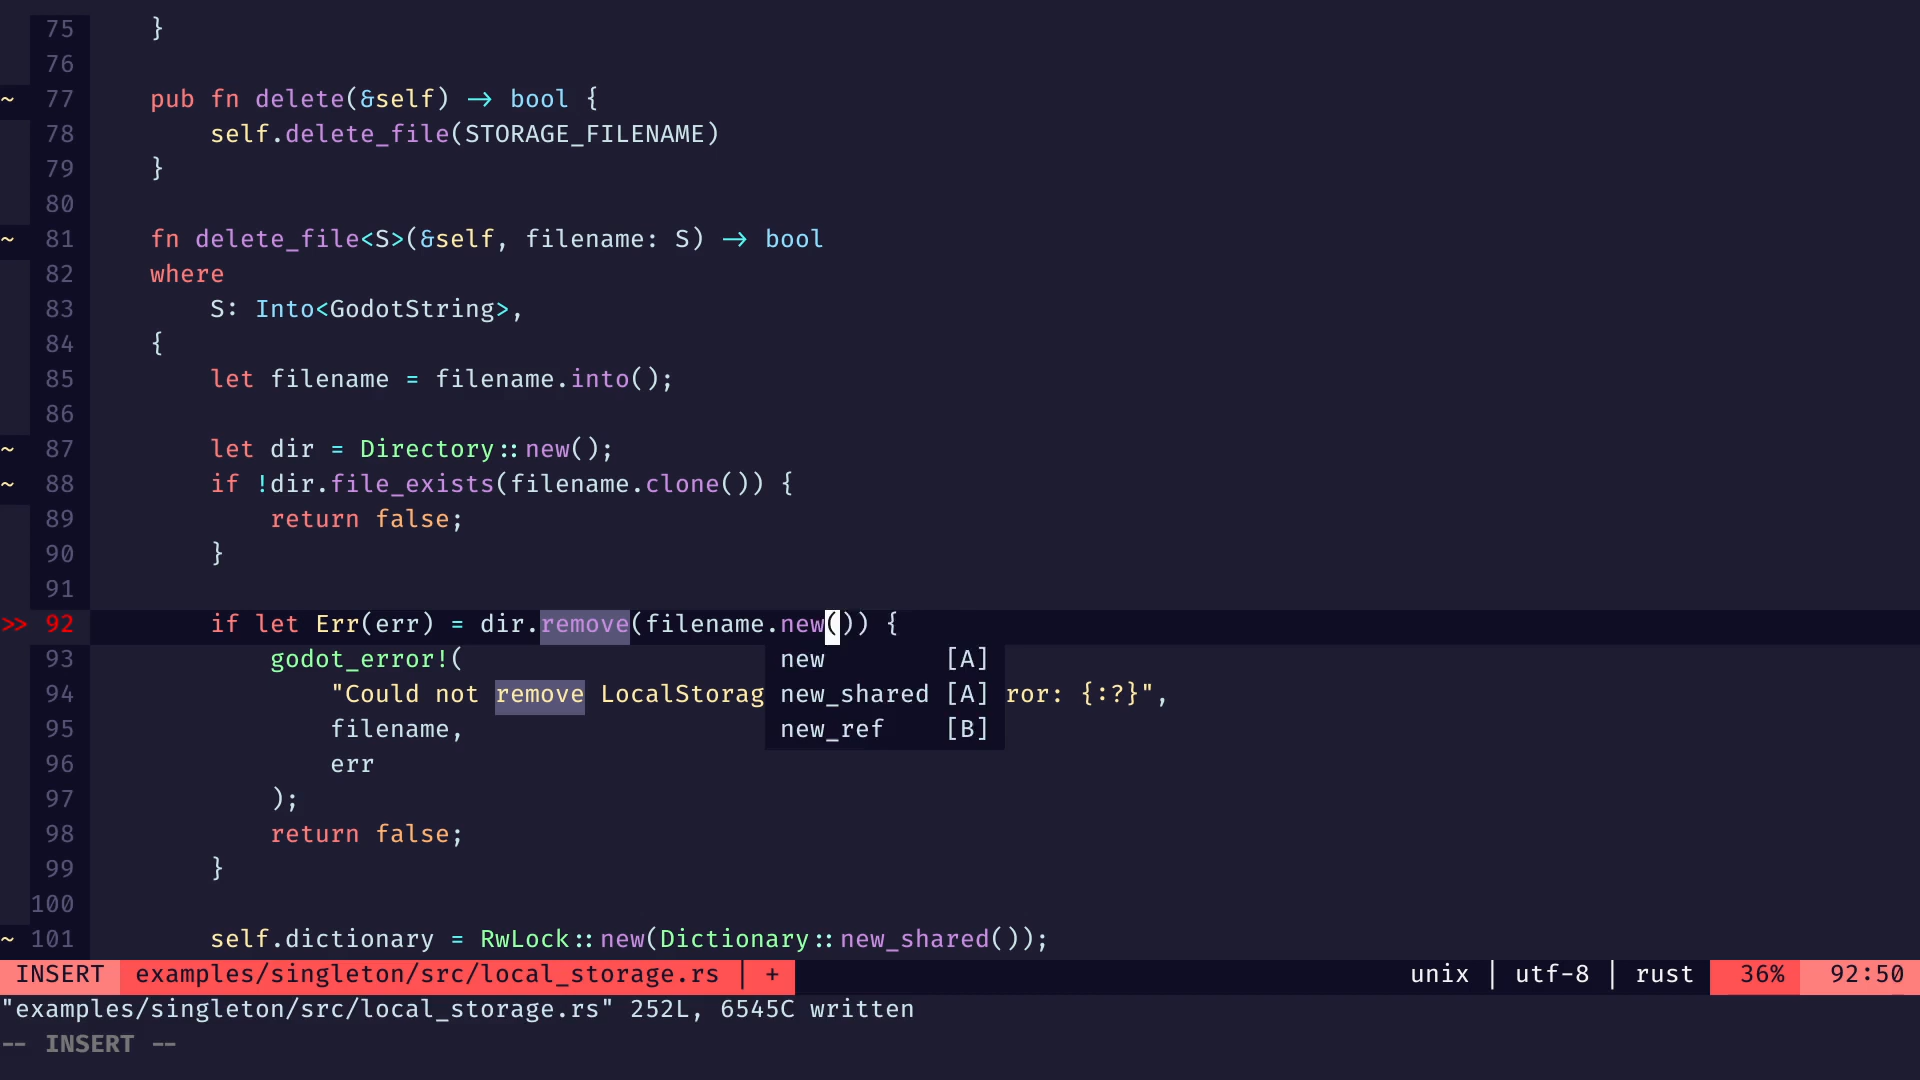 75 }
76
~ 77 pub fn delete(&self) -> bool {
78 self.delete_file(STORAGE_FILENAME)
79 }
80
~ 81 fn delete_file<S>(&self, filename: S) -> bool
82 where
83 S: Into<GodotString>,
84 {
85 let filename = filename.into();
86
~ 87 let dir = Directory::new();
~ 88 if !dir.file_exists(filename.clone()) {
89 return false;
90 }
91
>> 92 if let Err(err) = dir.remove(filename.new()) {
93 godot_error!( new [A]
94 "Could not remove LocalStorag new_shared [A] ror: {:?}",
95 filename, new_ref [B]
96 err
97 );
98 return false;
99 }
100
~ 101 self.dictionary = RwLock::new(Dictionary::new_shared());
INSERT examples/singleton/src/local_storage.rs | + unix | utf-8 | rust 36% 92:50
"examples/singleton/src/local_storage.rs" 252L, 6545C written
-- INSERT --